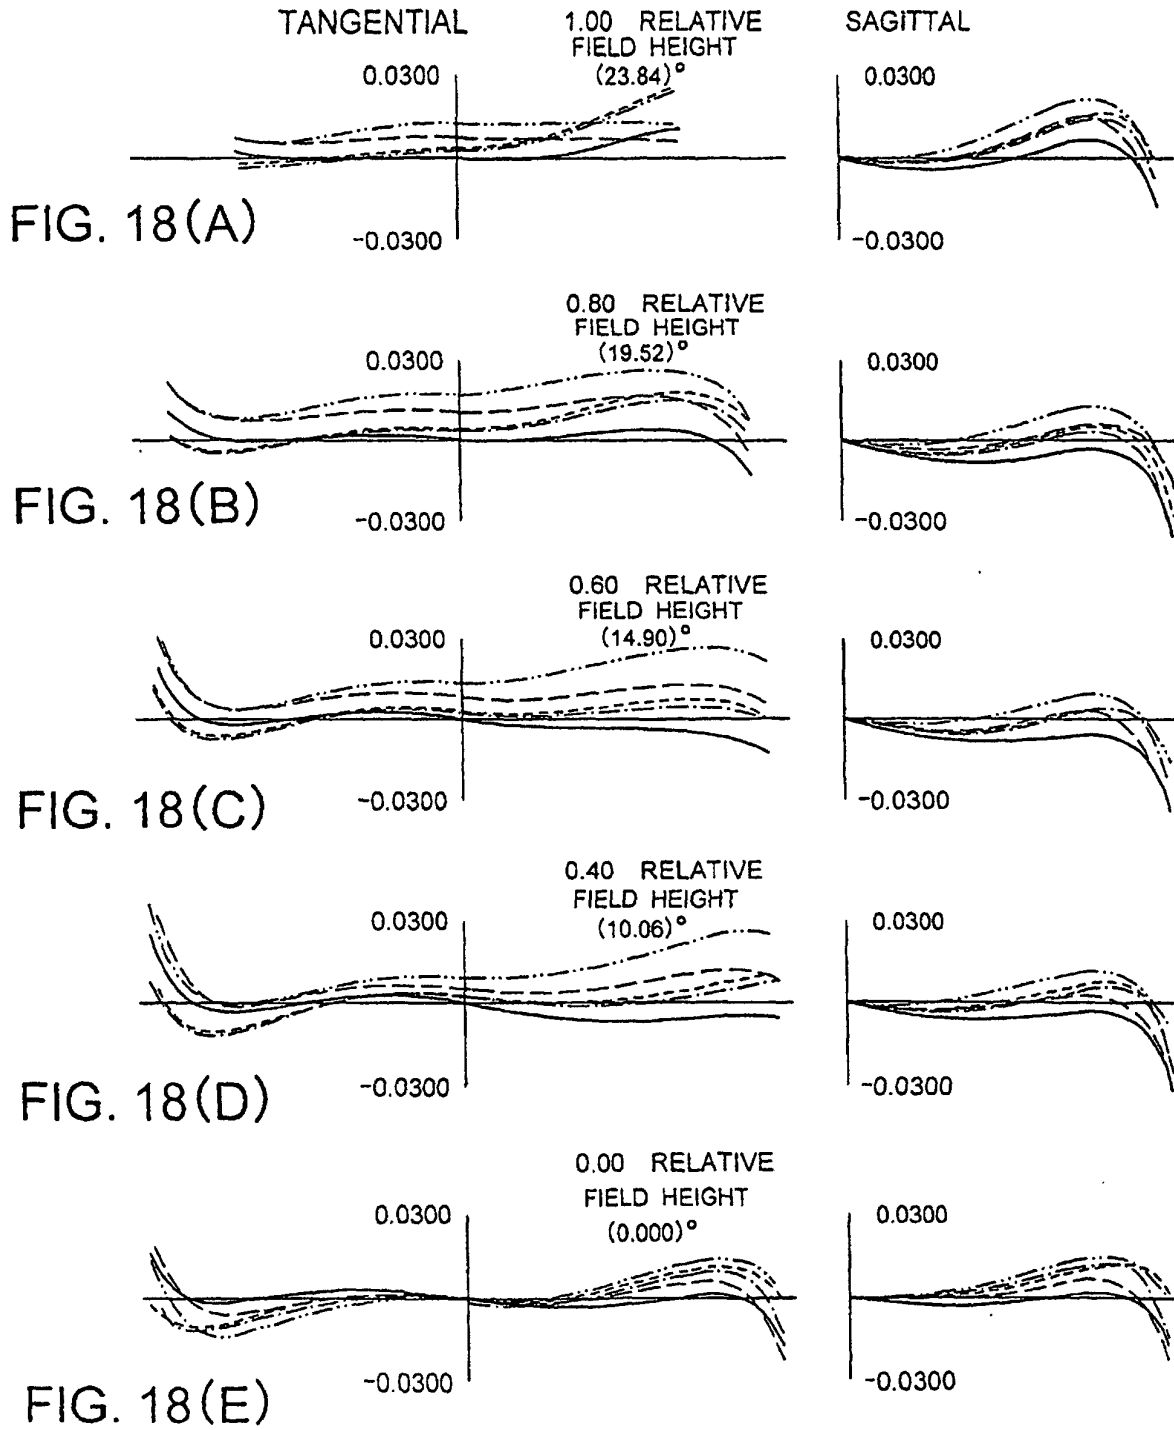 TANGENTIAL
1.00 RELATIVE
FIELD HEIGHT
(23.84)°
SAGITTAL
0.0300
0.0300
FIG. 18(A)
-0.0300
-0.0300
0.80 RELATIVE
FIELD HEIGHT
(19.52)°
0.0300
0.0300
FIG. 18(B)
-0.0300
-0.0300
0.60 RELATIVE
FIELD HEIGHT
(14.90)°
0.0300
0.0300
FIG. 18(C)
-0.0300
-0.0300
0.40 RELATIVE
FIELD HEIGHT
(10.06)°
0.0300
0.0300
FIG. 18(D)
-0.0300
-0.0300
0.00 RELATIVE
FIELD HEIGHT
(0.000)°
0.0300
0.0300
FIG. 18(E)
-0.0300
-0.0300